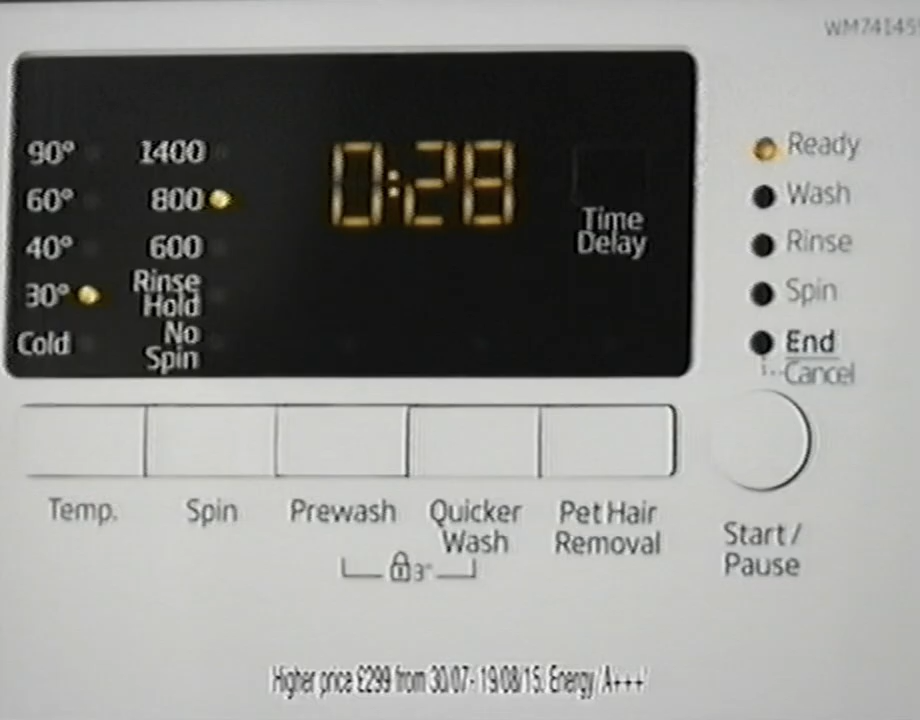 WM74145
90° 1400 0:28 Ready
60° 800 Wash
Time
Delay
40° 600 Rinse
30° Rinse
Hold Spin
Cold No
Spin End
Cancel
Temp. Spin Prewash Quicker
Wash Pet Hair
Removal Start /
Pause
3"
Higher price £299 from 30.07- 19/08/15. Energy A+++